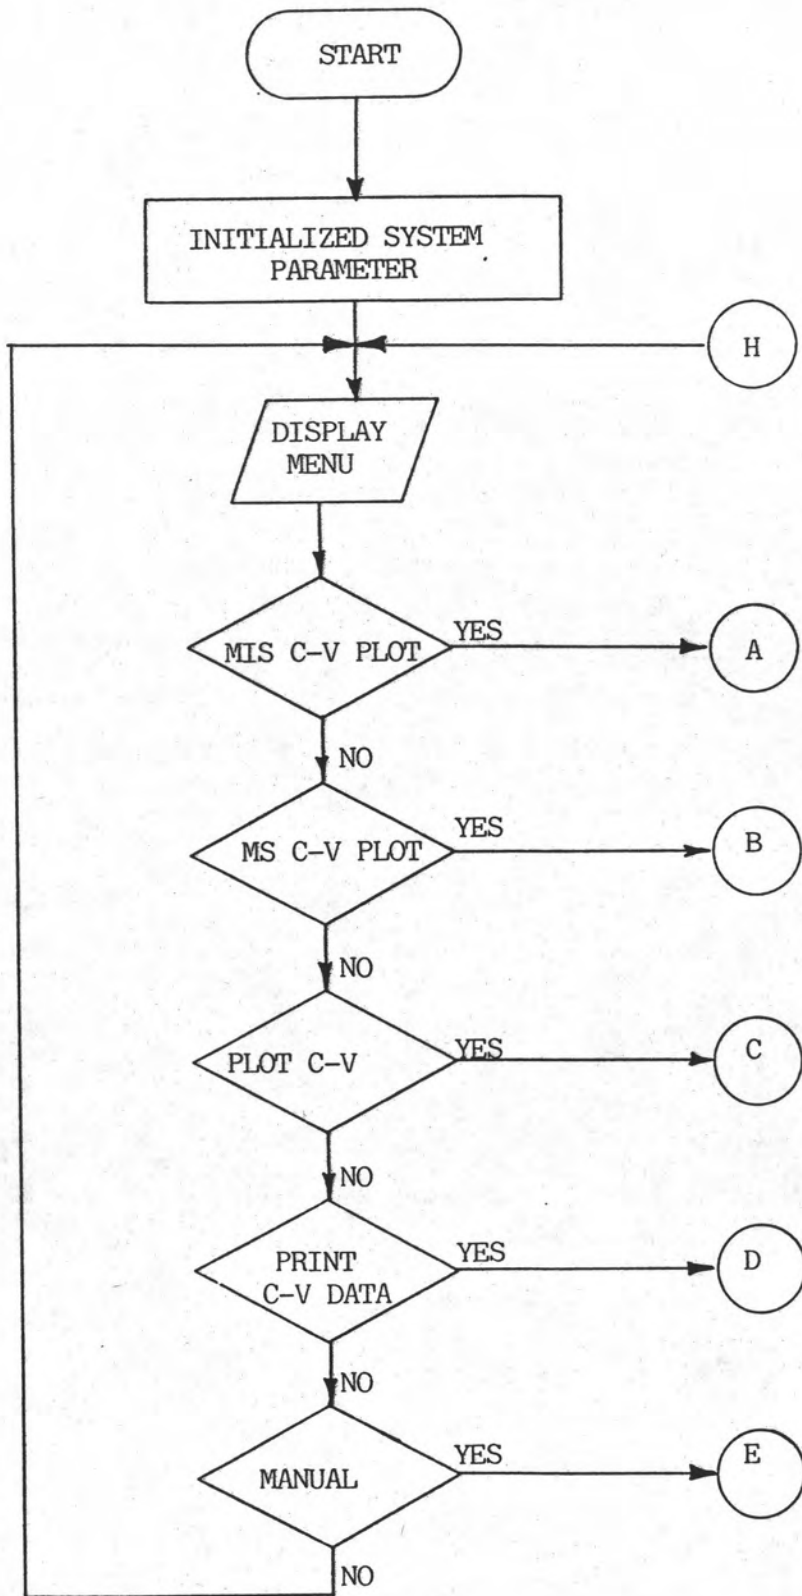 START
INITIALIZED SYSTEM
PARAMETER
H
DISPLAY
MENU
MIS C-V PLOT
YES
A
NO
MS C-V PLOT
YES
B
NO
PLOT C-V
YES
C
NO
PRINT
C-V DATA
YES
D
NO
MANUAL
YES
E
NO